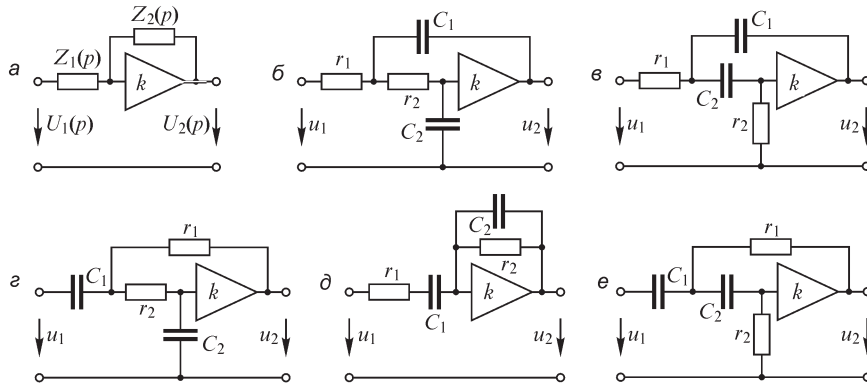 а Z₁(p) Z₂(p) k U₁(p) U₂(p)
б r₁ C₁ r₂ C₂ k u₁ u₂
в r₁ C₁ C₂ r₂ k u₁ u₂
г C₁ r₁ r₂ C₂ k u₁ u₂
д r₁ C₁ C₂ r₂ k u₁ u₂
е C₁ r₁ C₂ r₂ k u₁ u₂